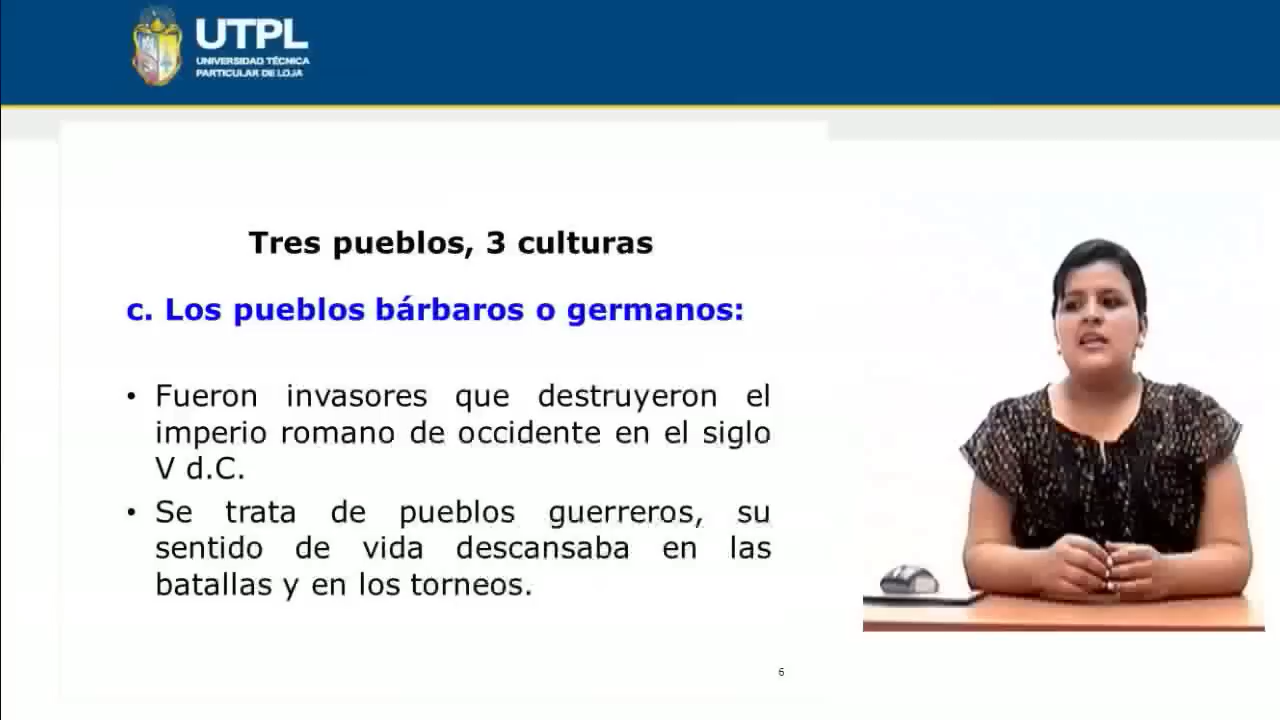 UTPL
UNIVERSIDAD TÉCNICA
PARTICULAR DE LOJA
Tres pueblos, 3 culturas
c. Los pueblos bárbaros o germanos:
• Fueron invasores que destruyeron el
imperio romano de occidente en el siglo
V d.C.
• Se trata de pueblos guerreros, su
sentido de vida descansaba en las
batallas y en los torneos.
6